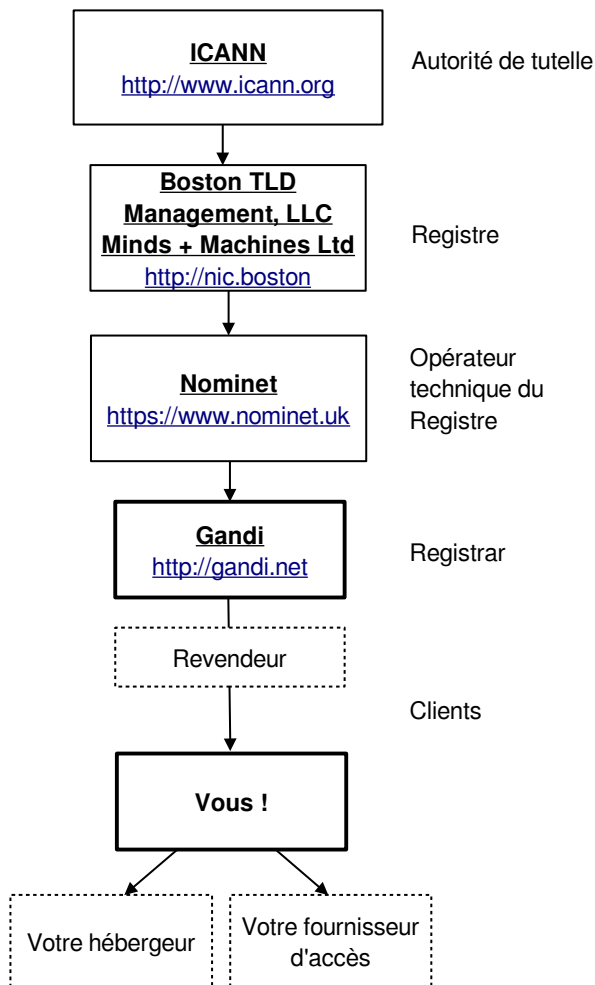 ICANN
http://www.icann.org
Autorité de tutelle
Boston TLD
Management, LLC
Minds + Machines Ltd
http://nic.boston
Registre
Nominet
https://www.nominet.uk
Opérateur
technique du
Registre
Gandi
http://gandi.net
Registrar
Revendeur
Clients
Vous !
Votre hébergeur
Votre fournisseur
d'accès